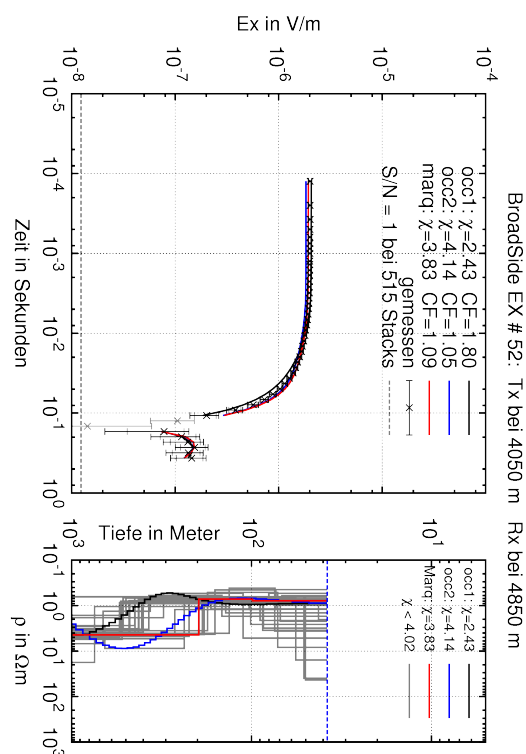 BroadSide EX # 52: Tx bei 4050 m Rx bei 4850 m
occ1: χ=2.43 CF=1.80
occ2: χ=4.14 CF=1.05
marq: χ=3.83 CF=1.09
gemessen
S/N = 1 bei 515 Stacks
Ex in V/m
10^-4
10^-5
10^-6
10^-7
10^-8
10^-5
10^-4
10^-3
10^-2
10^-1
10^0
Zeit in Sekunden
occ1: χ=2.43
occ2: χ=4.14
Marq: χ=3.83
χ < 4.02
Tiefe in Meter
10^1
10^2
10^3
10^-1
10^0
10^1
10^2
10^3
ρ in Ωm